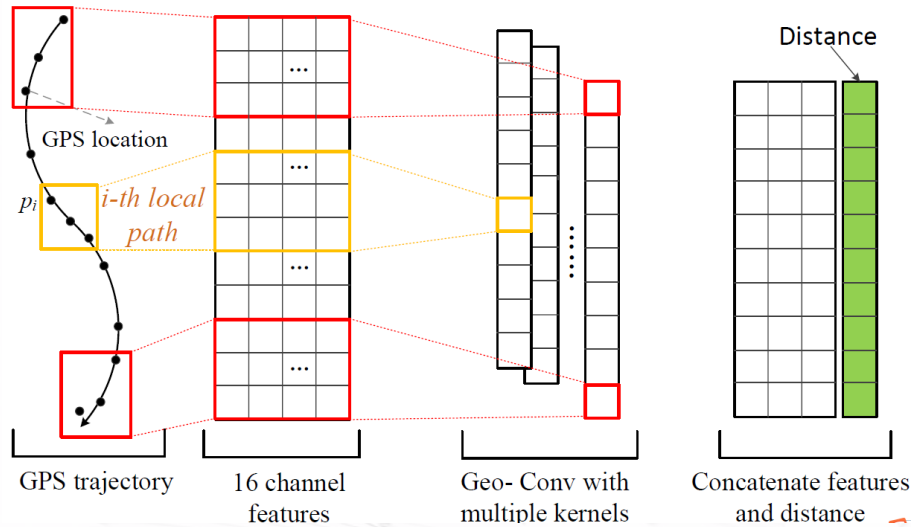 Distance
GPS location
p_i
i-th local
path
...
...
...
...
......
GPS trajectory
16 channel
features
Geo- Conv with
multiple kernels
Concatenate features
and distance